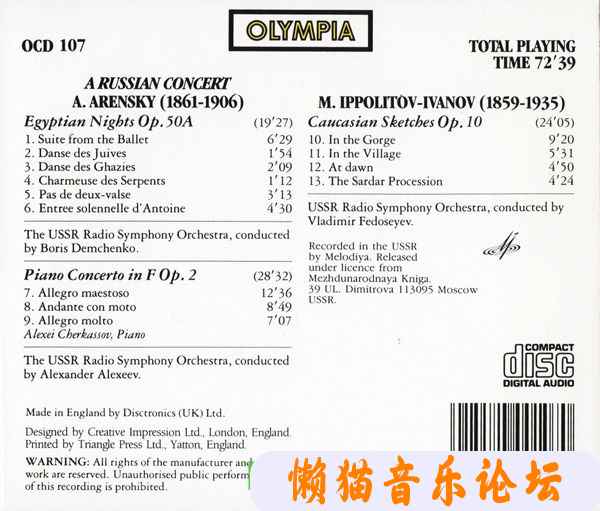 OLYMPIA
OCD 107
TOTAL PLAYING
TIME 72'39
A RUSSIAN CONCERT
A. ARENSKY (1861-1906)
Egyptian Nights Op. 50A (19'27)
1. Suite from the Ballet 6'29
2. Danse des Juives 1'54
3. Danse des Ghazies 2'09
4. Charmeuse des Serpents 1'12
5. Pas de deux-valse 3'13
6. Entree solennelle d'Antoine 4'30
The USSR Radio Symphony Orchestra, conducted
by Boris Demchenko.
Piano Concerto in F Op. 2 (28'32)
7. Allegro maestoso 12'36
8. Andante con moto 8'49
9. Allegro molto 7'07
Alexei Cherkassov, Piano
The USSR Radio Symphony Orchestra, conducted by
Alexander Alexeev.
M. IPPOLITOV-IVANOV (1859-1935)
Caucasian Sketches Op. 10 (24'05)
10. In the Gorge 9'20
11. In the Village 5'31
12. At dawn 4'50
13. The Sardar Procession 4'24
USSR Radio Symphony Orchestra, conducted by
Vladimir Fedoseyev.
Recorded in the USSR
by Melodiya. Released
under licence from
Mezhdunarodnaya Kniga.
39 UL. Dimitrova 113095 Moscow
USSR.
COMPACT
disc
DIGITAL AUDIO
Made in England by Disctronics (UK) Ltd.
Designed by Creative Impression Ltd., London, England.
Printed by Triangle Press Ltd., Yatton, England.
WARNING: All rights of the manufacturer and
work are reserved. Unauthorised public perform
of this recording is prohibited.
懒猫音乐论坛